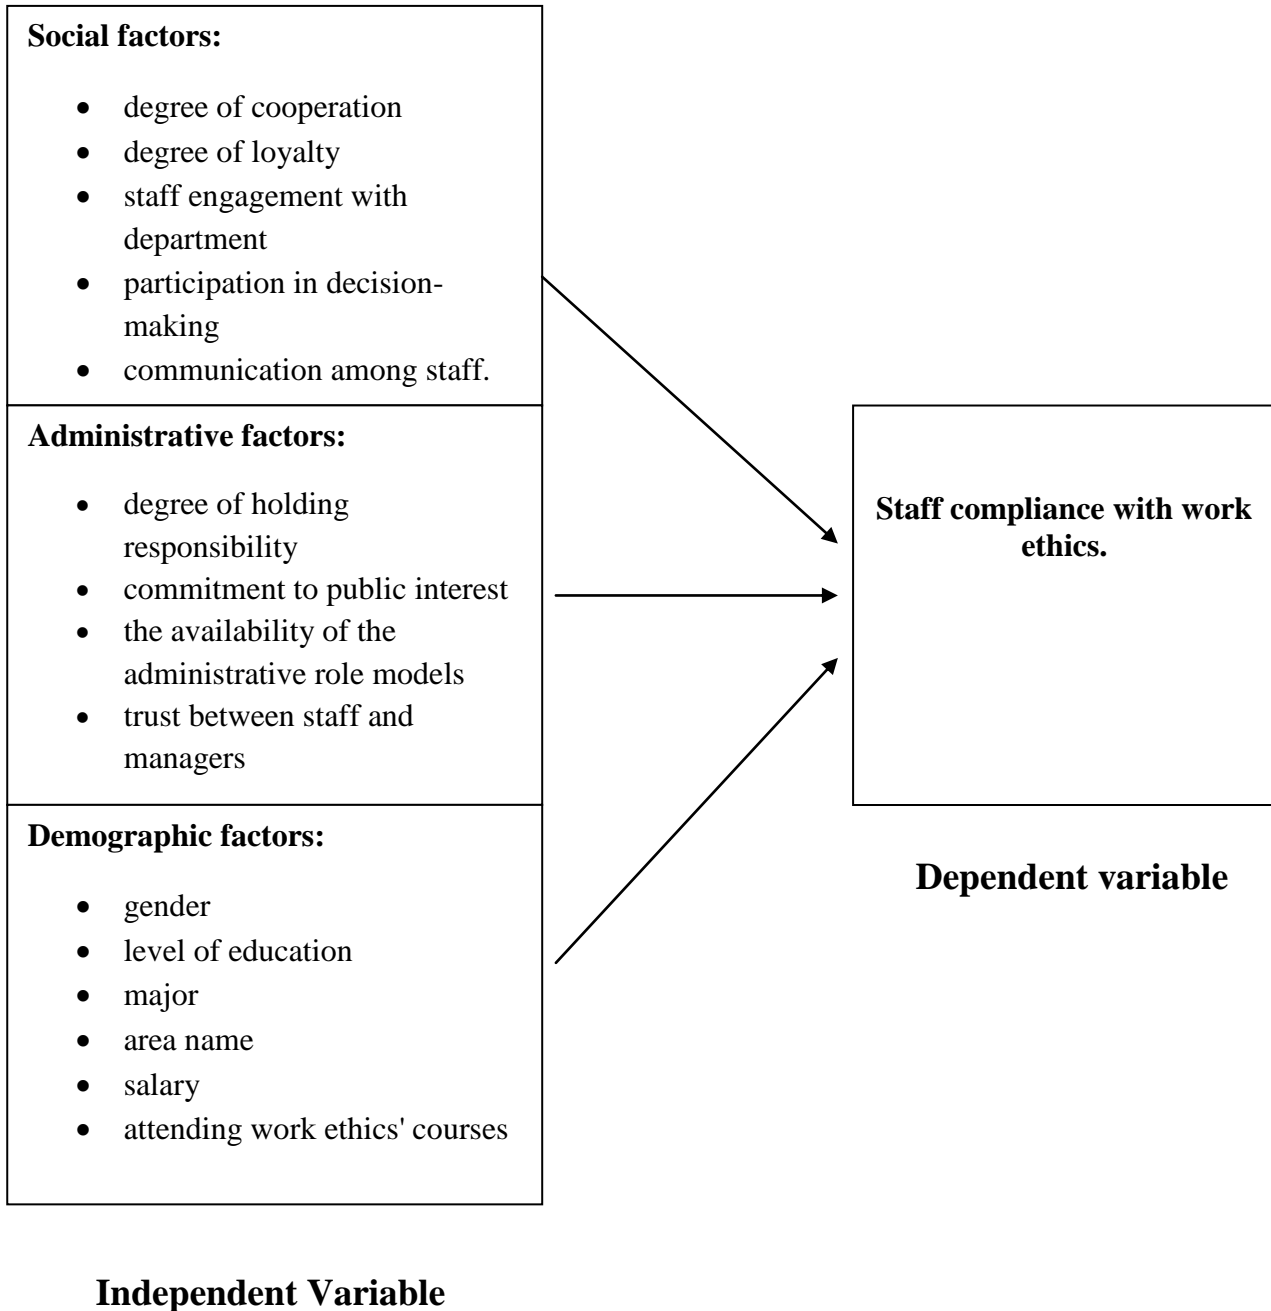 Social factors:
• degree of cooperation
• degree of loyalty
• staff engagement with
department
• participation in decision-
making
• communication among staff.
Administrative factors:
• degree of holding
responsibility
• commitment to public interest
• the availability of the
administrative role models
• trust between staff and
managers
Demographic factors:
• gender
• level of education
• major
• area name
• salary
• attending work ethics' courses
Independent Variable
Staff compliance with work
ethics.
Dependent variable